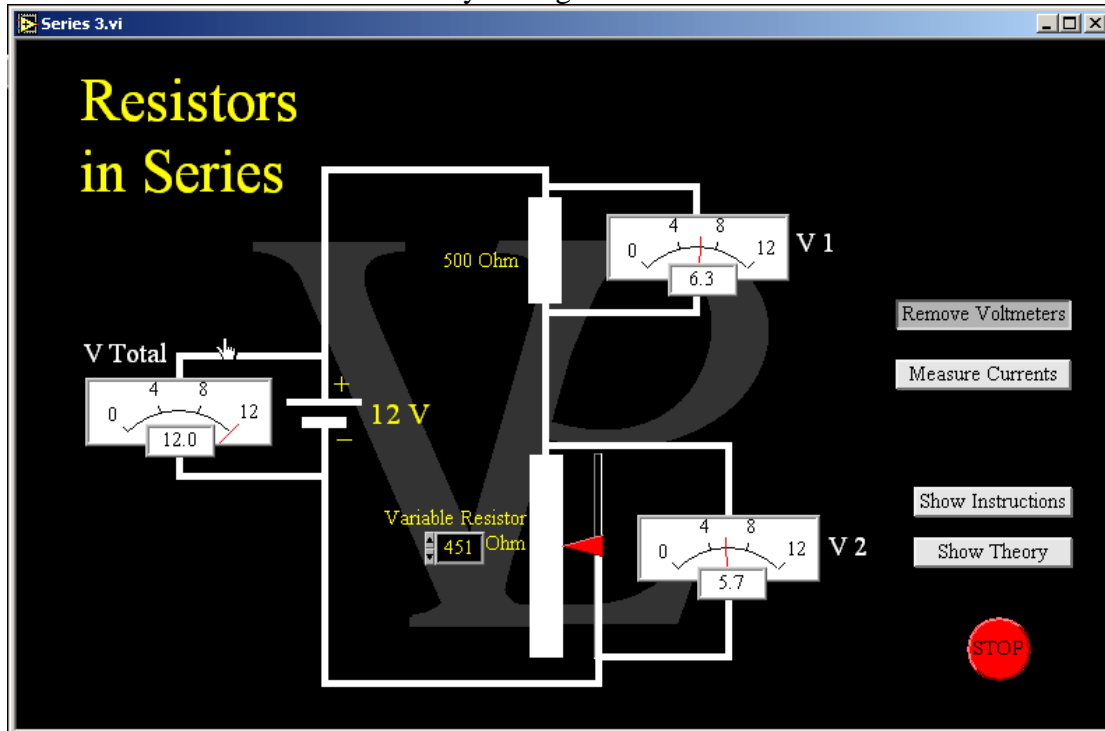 Series 3.vi
Resistors
in Series
0 4 8 12
6.3
V 1
500 Ohm
Remove Voltmeters
V Total
0 4 8 12
12.0
+
12 V
−
Measure Currents
Variable Resistor
451 Ohm
0 4 8 12
5.7
V 2
Show Instructions
Show Theory
STOP
VP